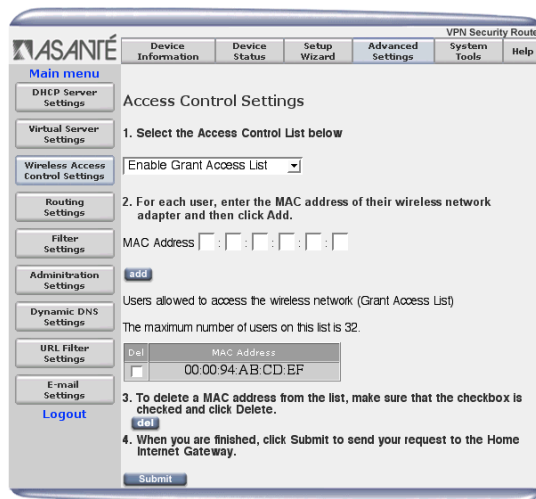 VPN Security Route
ASANTÉ
Device Information
Device Status
Setup Wizard
Advanced Settings
System Tools
Help
Main menu
DHCP Server Settings
Virtual Server Settings
Wireless Access Control Settings
Routing Settings
Filter Settings
Adminitration Settings
Dynamic DNS Settings
URL Filter Settings
E-mail Settings
Logout
Access Control Settings
1. Select the Access Control List below
Enable Grant Access List
2. For each user, enter the MAC address of their wireless network
adapter and then click Add.
MAC Address : : : : :
add
Users allowed to access the wireless network (Grant Access List)
The maximum number of users on this list is 32.
Del MAC Address
00:00:94:AB:CD:EF
3. To delete a MAC address from the list, make sure that the checkbox is
checked and click Delete.
del
4. When you are finished, click Submit to send your request to the Home
Internet Gateway.
Submit